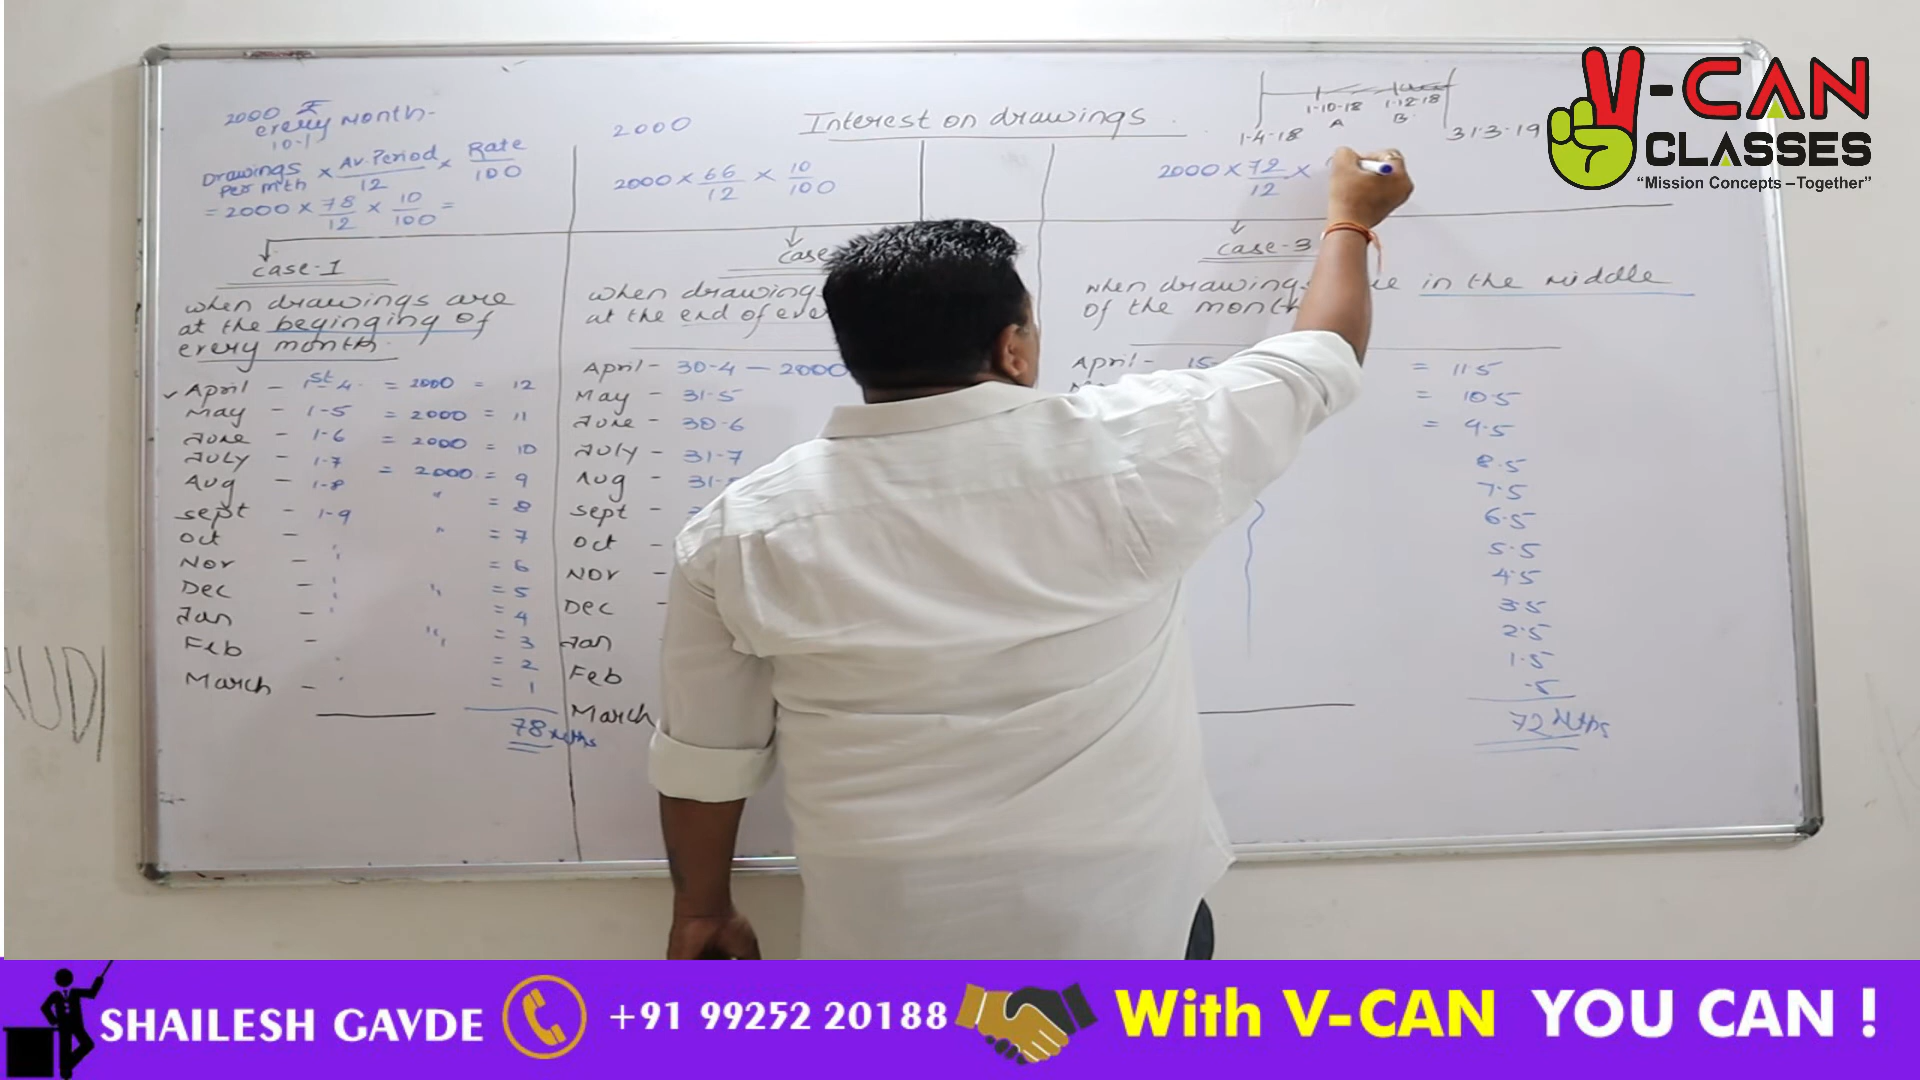 V-CAN
CLASSES
"Mission Concepts –Together"
2000 ₹
every month-
10-1
Drawings
per mth × Av. Period / 12 × Rate / 100
= 2000 × 78/12 × 10/100 =
2000
2000 × 66/12 × 10/100
Interest on drawings
1-10-18 1-12-18
A B
1-4-18 31-3-19
2000 × 72/12 ×
case-1
when drawings are
at the beginging of
every month.
April - 1st 4 = 2000 = 12
May - 1-5 = 2000 = 11
June - 1-6 = 2000 = 10
July - 1-7 = 2000 = 9
Aug - 1-8 " = 8
Sept - 1-9 " = 7
Oct - = 6
Nov - = 5
Dec - = 4
Jan - = 3
Feb - = 2
March - = 1
78 mths
case
when drawing
at the end of eve
April - 30-4 - 2000
May - 31-5
June - 30-6
July - 31-7
Aug - 31-
Sept -
Oct -
Nov -
Dec -
Jan
Feb
March
case-3
when drawing in the middle
of the month
April - 15- = 11.5
= 10.5
= 9.5
8.5
7.5
6.5
5.5
4.5
3.5
2.5
1.5
.5
72 mths
RUDI
SHAILESH GAVDE
+91 99252 20188
With V-CAN YOU CAN !